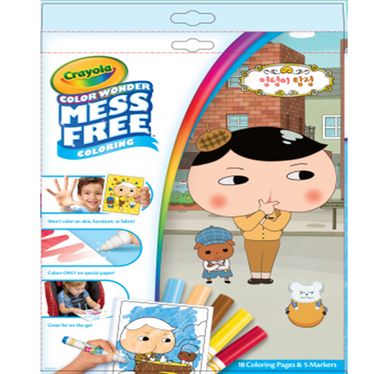 Crayola
COLOR WONDER
MESS
FREE
COLORING
엉덩이 탐정
Won't color on skin, furniture, or fabric!
Colors ONLY on special paper!
Great for on-the-go!
18 Coloring Pages & 5 Markers